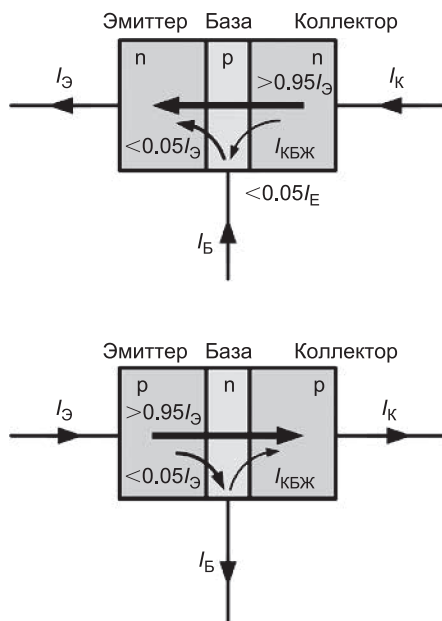 Эмиттер База Коллектор
n p n
IЭ >0.95IЭ IК
<0.05IЭ IКБЖ
<0.05IЕ
IБ
Эмиттер База Коллектор
p n p
IЭ >0.95IЭ IК
<0.05IЭ IКБЖ
IБ